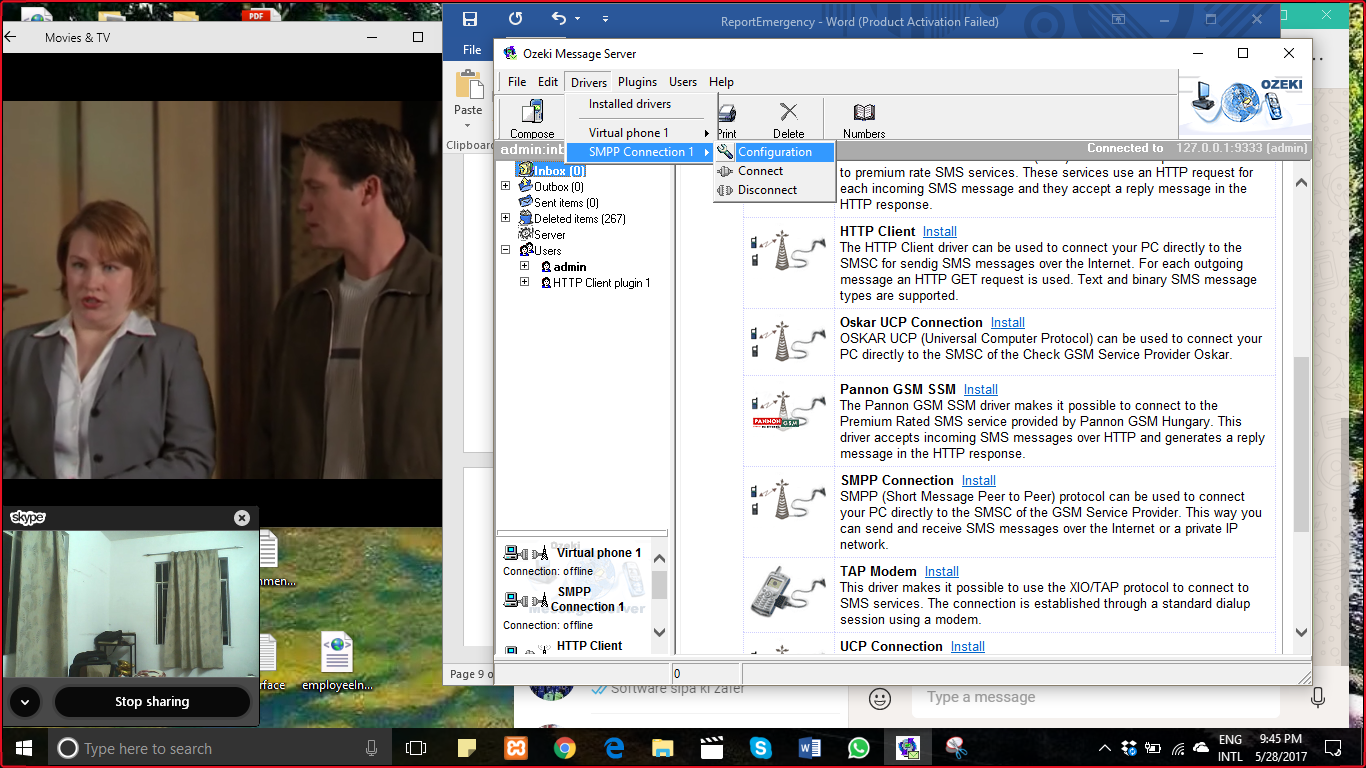 PDF
Movies & TV
ReportEmergency - Word (Product Activation Failed)
File
Paste
Clipboard
Ozeki Message Server
File Edit Drivers Plugins Users Help
OZEKI
Compose
Print
Delete
Numbers
Installed drivers
Virtual phone 1
SMPP Connection 1
Configuration
Connect
Disconnect
admin:inb
Connected to 127.0.0.1:9333 (admin)
Inbox (0)
Outbox (0)
Sent items (0)
Deleted items (267)
Server
Users
admin
HTTP Client plugin 1
to premium rate SMS services. These services use an HTTP request for
each incoming SMS message and they accept a reply message in the
HTTP response.
HTTP Client Install
The HTTP Client driver can be used to connect your PC directly to the
SMSC for sendig SMS messages over the Internet. For each outgoing
message an HTTP GET request is used. Text and binary SMS message
types are supported.
Oskar UCP Connection Install
OSKAR UCP (Universal Computer Protocol) can be used to connect your
PC directly to the SMSC of the Check GSM Service Provider Oskar.
PANNON GSM
Pannon GSM SSM Install
The Pannon GSM SSM driver makes it possible to connect to the
Premium Rated SMS service provided by Pannon GSM Hungary. This
driver accepts incoming SMS messages over HTTP and generates a reply
message in the HTTP response.
SMPP Connection Install
SMPP (Short Message Peer to Peer) protocol can be used to connect
your PC directly to the SMSC of the GSM Service Provider. This way you
can send and receive SMS messages over the Internet or a private IP
network.
TAP Modem Install
This driver makes it possible to use the XIO/TAP protocol to connect to
SMS services. The connection is established through a standard dialup
session using a modem.
UCP Connection Install
Virtual phone 1
Connection: offline
SMPP
Connection 1
Connection: offline
HTTP Client
0
Page 9 o
skype
Stop sharing
mmen...
rface
employeeIn...
Software sipa ki zafer
Type a message
Type here to search
ENG
INTL
9:45 PM
5/28/2017